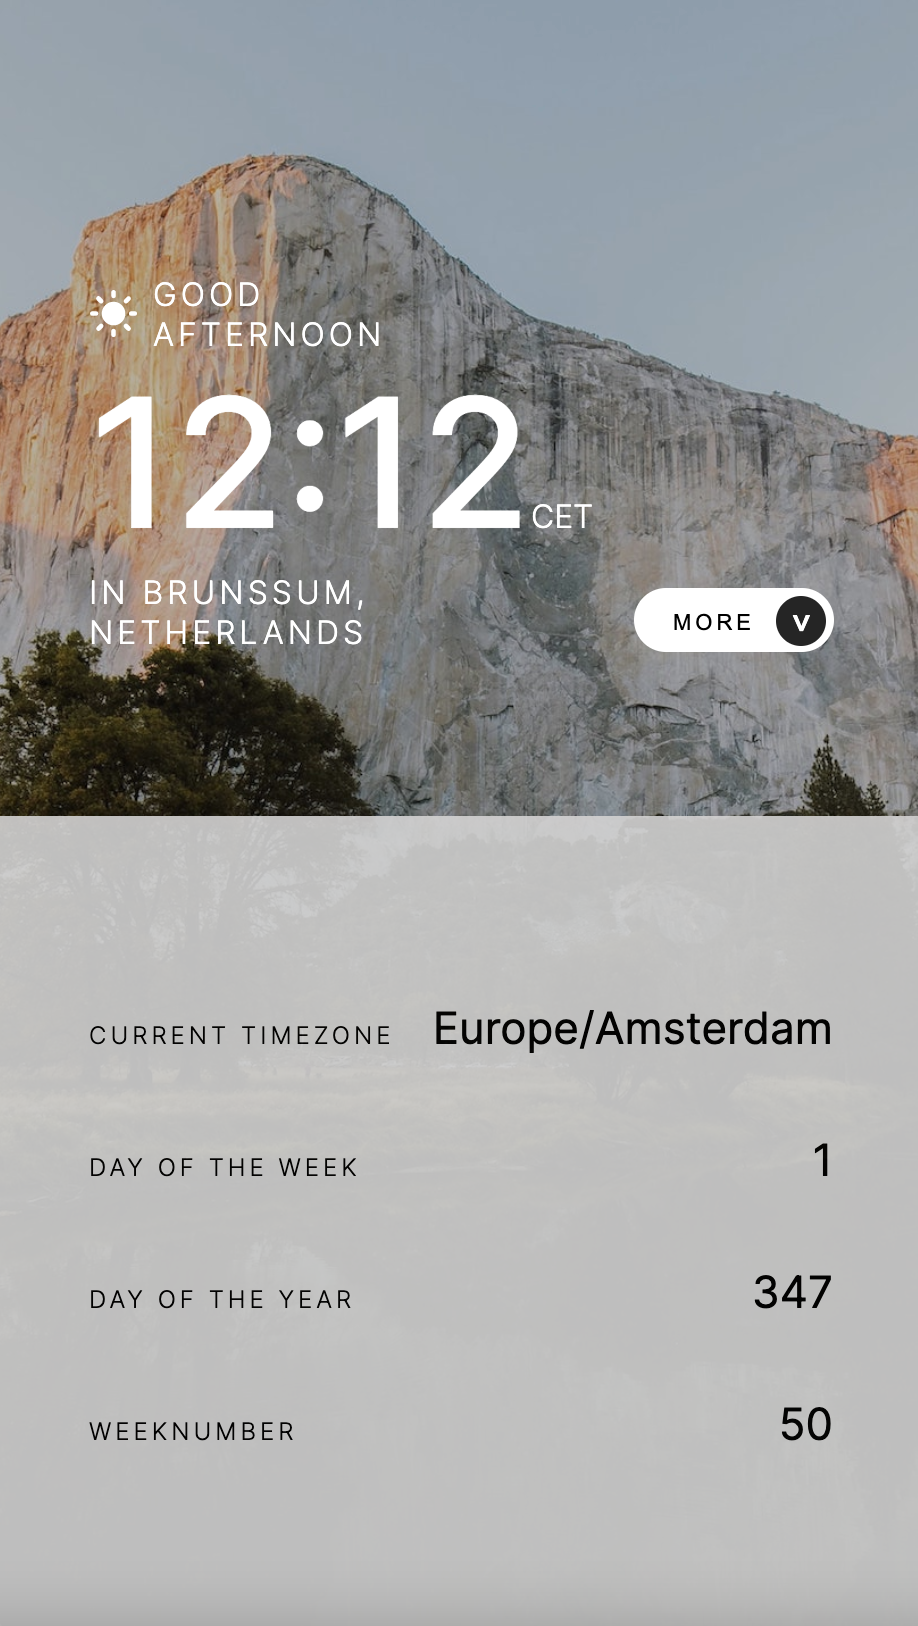 GOOD
AFTERNOON
12:12 CET
IN BRUNSSUM,
NETHERLANDS
MORE
CURRENT TIMEZONE Europe/Amsterdam
DAY OF THE WEEK 1
DAY OF THE YEAR 347
WEEKNUMBER 50